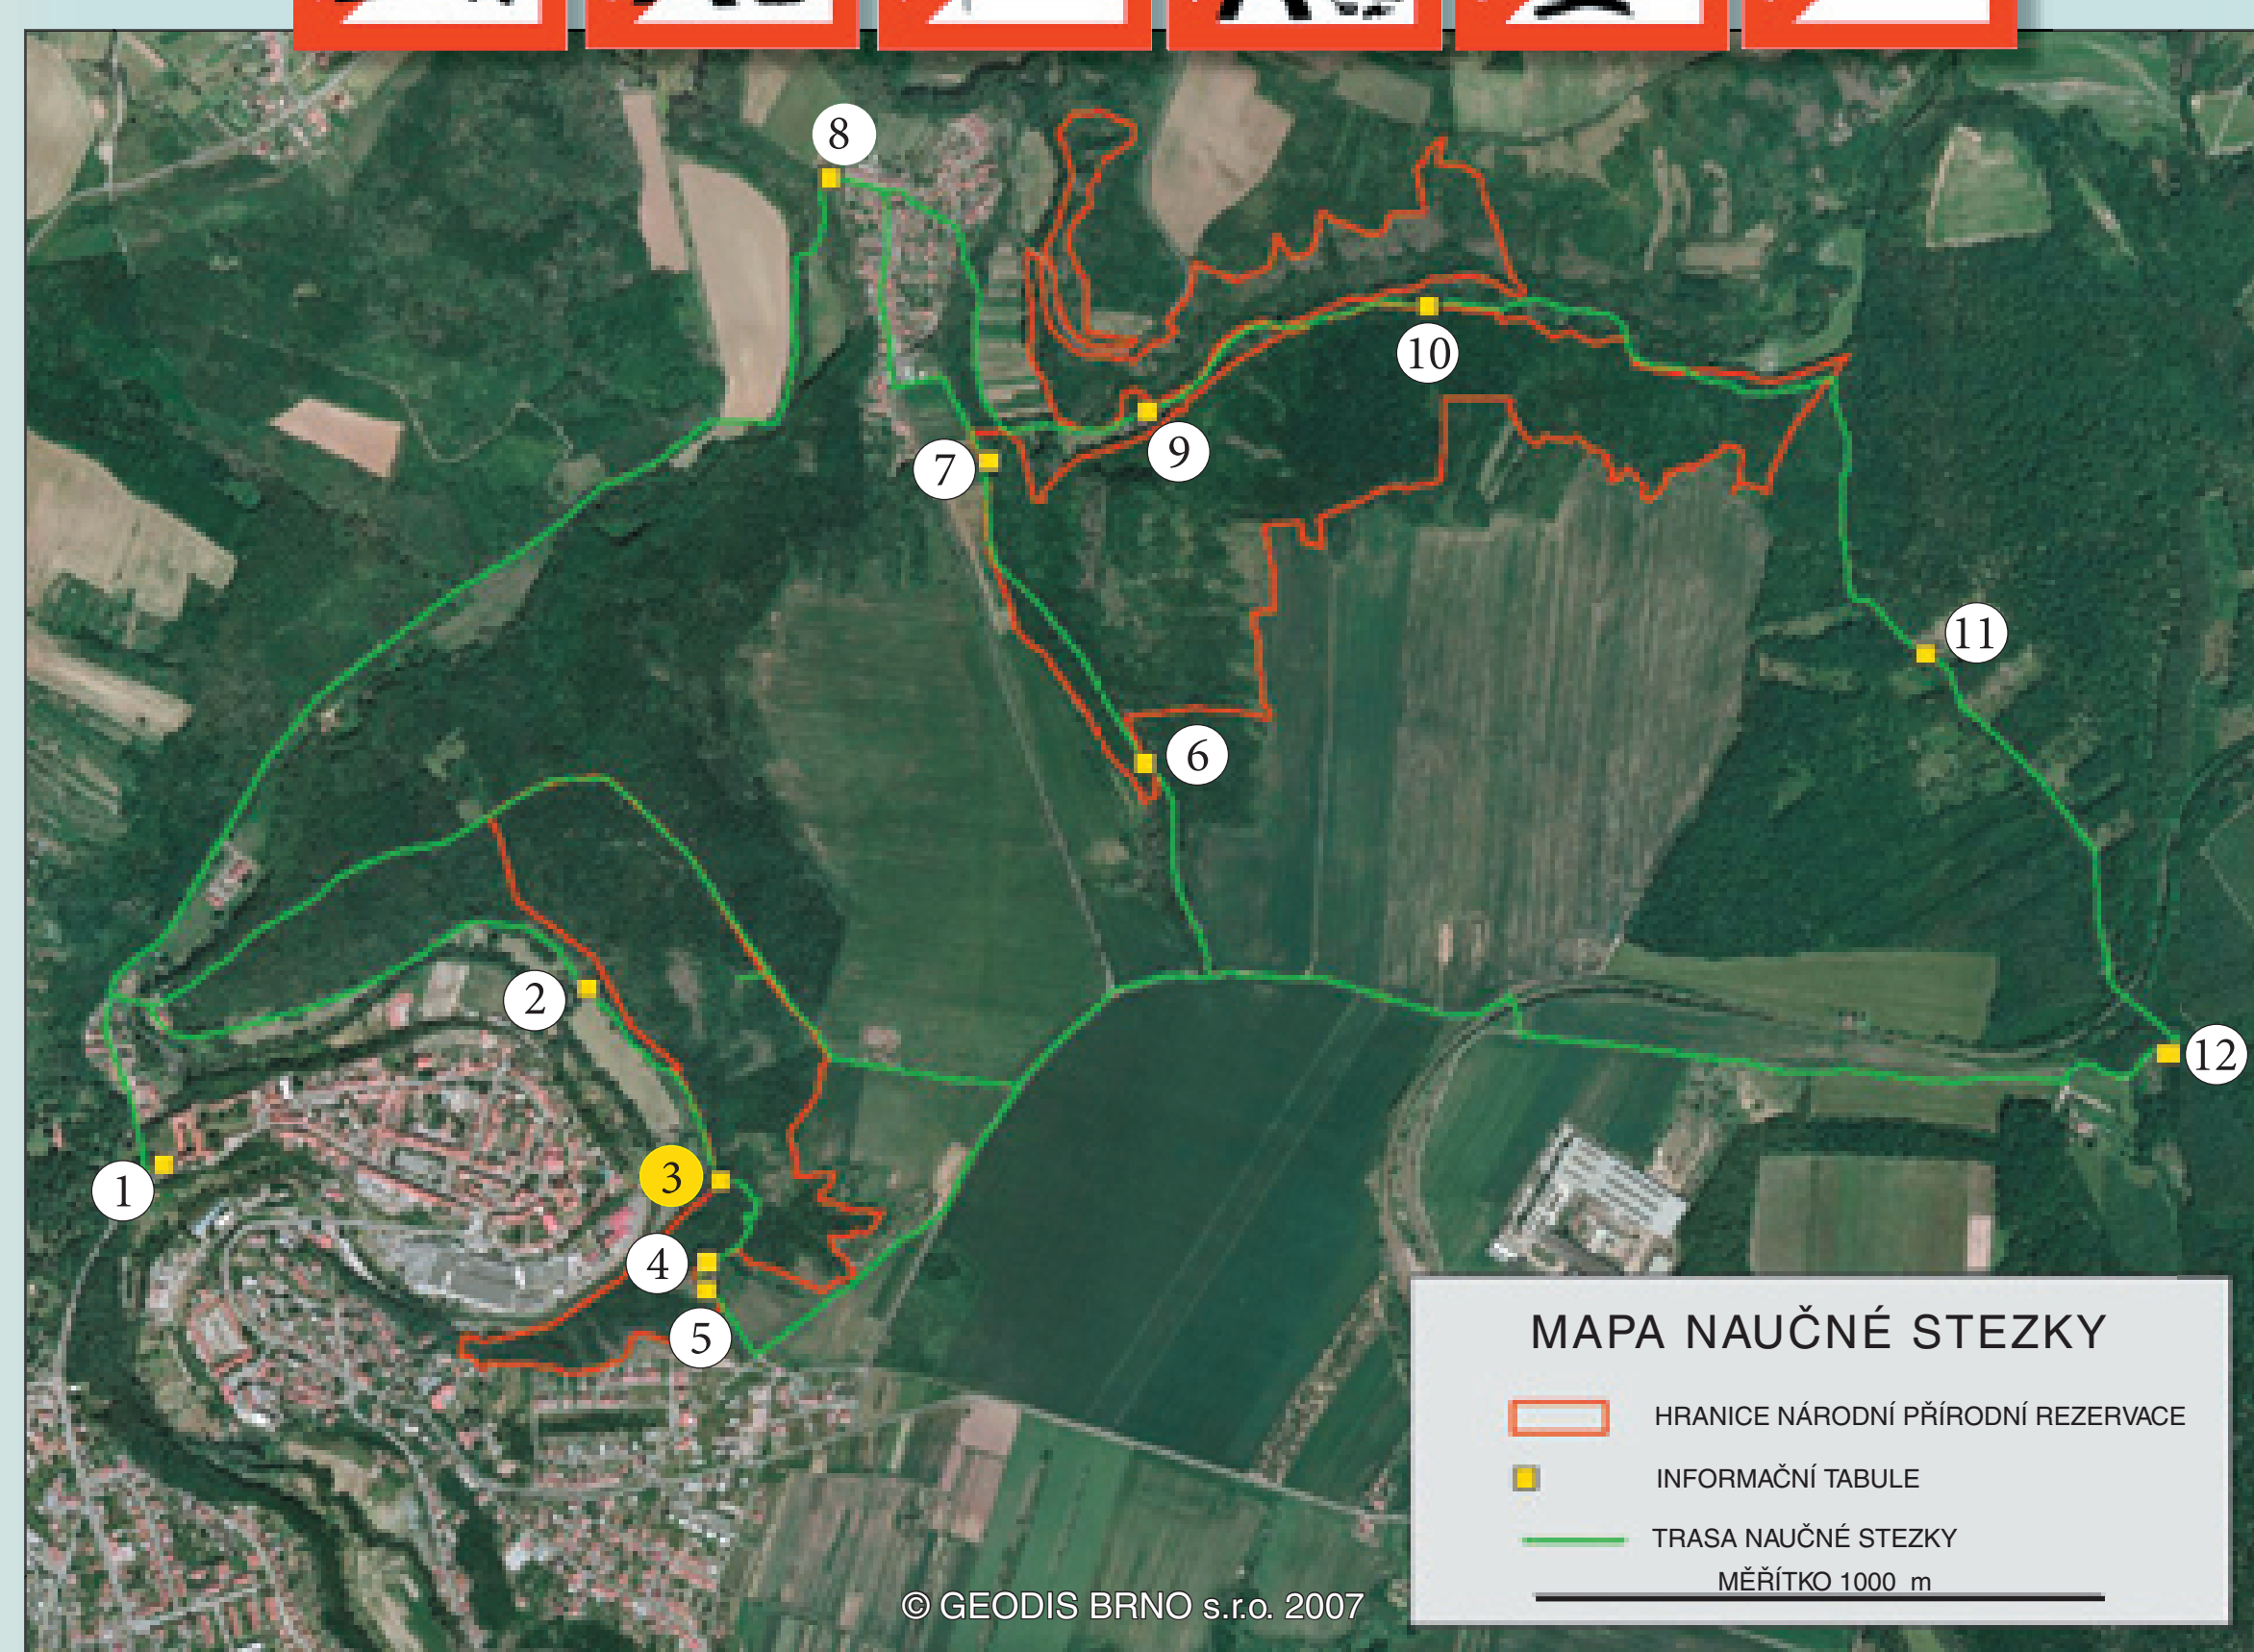 8
10
9
7
11
6
2
12
3
1
4
5
MAPA NAUČNÉ STEZKY
HRANICE NÁRODNÍ PŘÍRODNÍ REZERVACE
INFORMAČNÍ TABULE
TRASA NAUČNÉ STEZKY
MĚŘÍTKO 1000 m
© GEODIS BRNO s.r.o. 2007